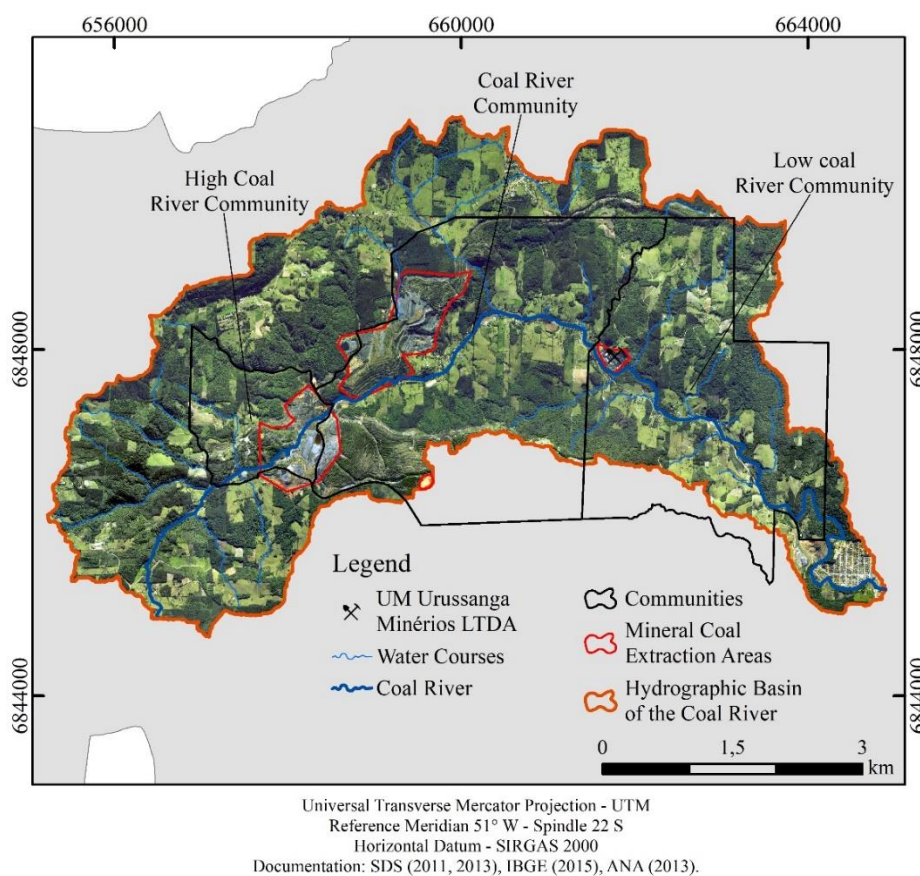 656000
660000
664000
Coal River
Community
High Coal
River Community
Low coal
River Community
6848000
6848000
6844000
6844000
Legend
UM Urussanga
Minérios LTDA
Water Courses
Coal River
Communities
Mineral Coal
Extraction Areas
Hydrographic Basin
of the Coal River
0
1,5
3
km
Universal Transverse Mercator Projection - UTM
Reference Meridian 51° W - Spindle 22 S
Horizontal Datum - SIRGAS 2000
Documentation: SDS (2011, 2013), IBGE (2015), ANA (2013).